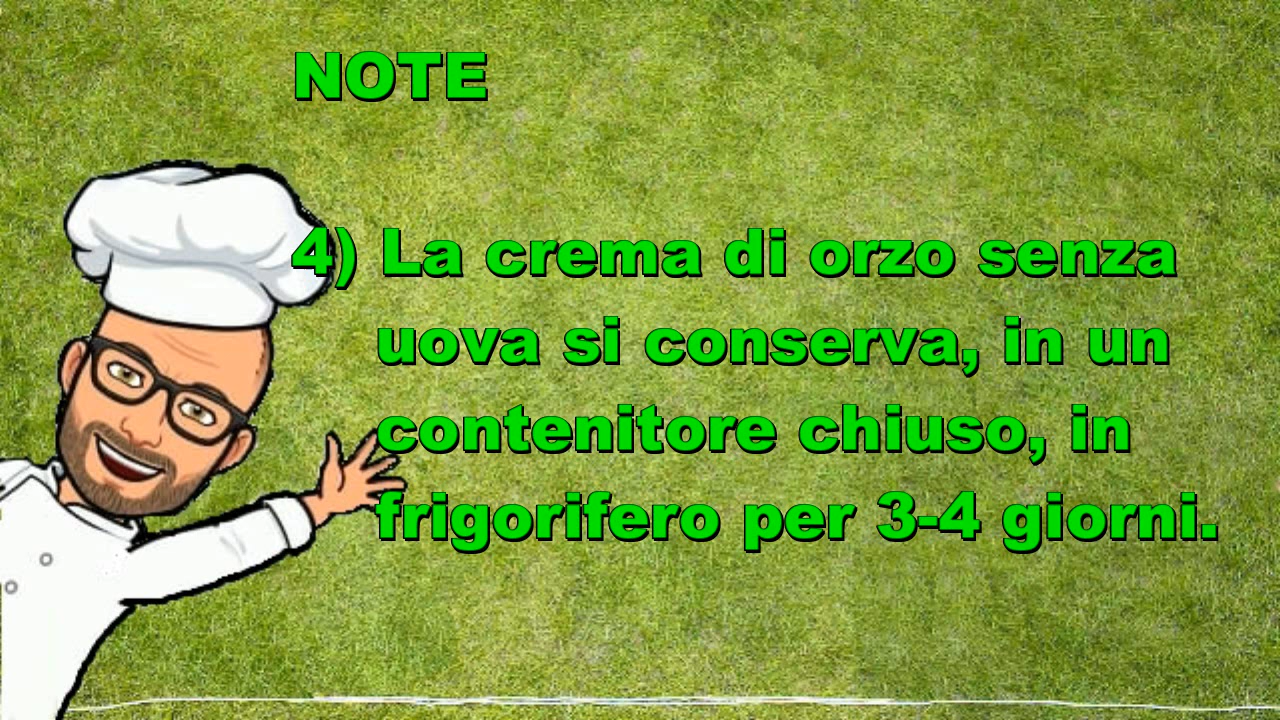 NOTE
4) La crema di orzo senza
uova si conserva, in un
contenitore chiuso, in
frigorifero per 3-4 giorni.